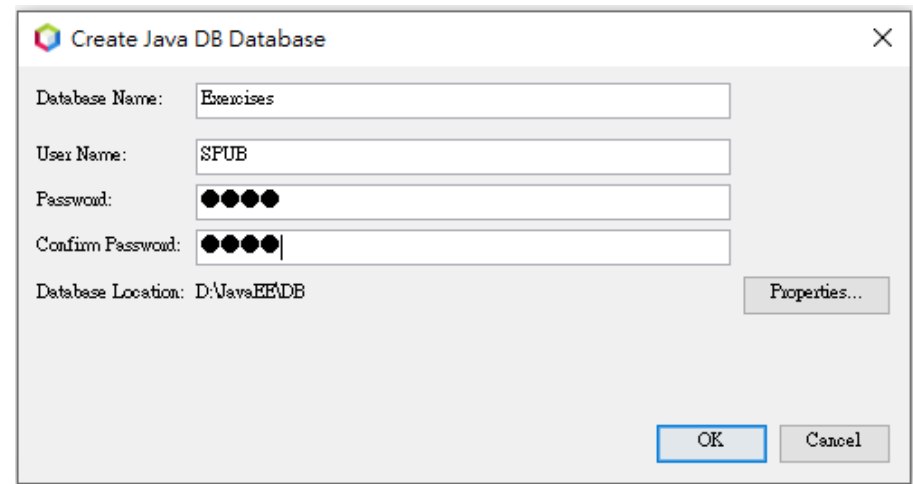 Create Java DB Database
Database Name: Exercises
User Name: SPUB
Password: ●●●●
Confirm Password: ●●●●
Database Location: D:\JavaEE\DB Properties...
OK Cancel